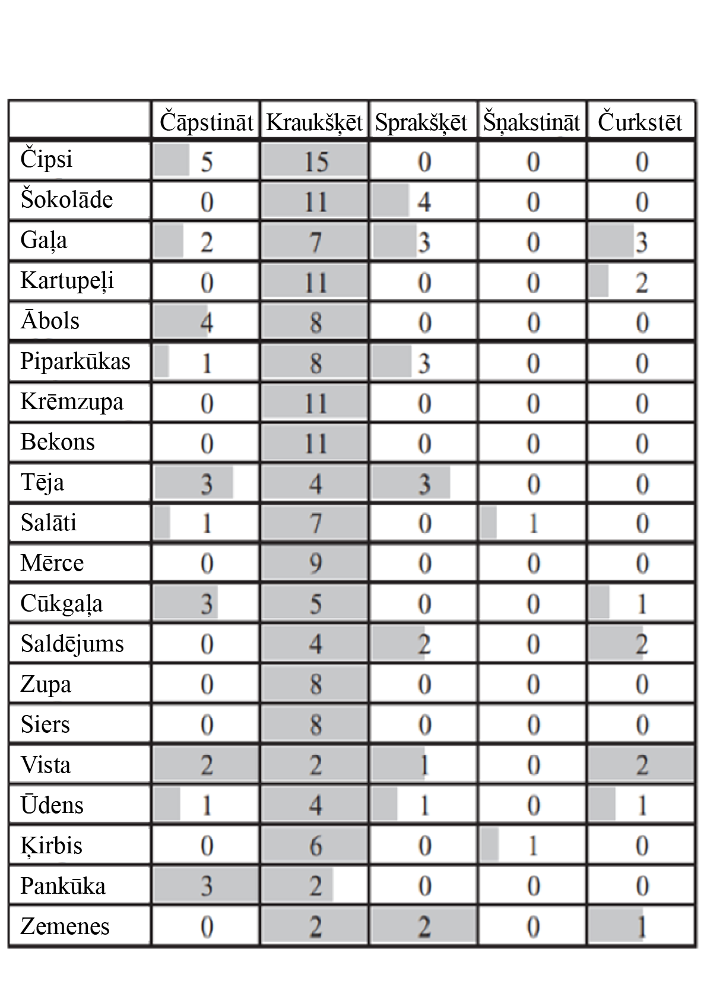 Čāpstināt Kraukšķēt Sprakšķēt Šņakstināt Čurkstēt
Čipsi 5 15 0 0 0
Šokolāde 0 11 4 0 0
Gaļa 2 7 3 0 3
Kartupeļi 0 11 0 0 2
Ābols 4 8 0 0 0
Piparkūkas 1 8 3 0 0
Krēmzupa 0 11 0 0 0
Bekons 0 11 0 0 0
Tēja 3 4 3 0 0
Salāti 1 7 0 1 0
Mērce 0 9 0 0 0
Cūkgaļa 3 5 0 0 1
Saldējums 0 4 2 0 2
Zupa 0 8 0 0 0
Siers 0 8 0 0 0
Vista 2 2 1 0 2
Ūdens 1 4 1 0 1
Ķirbis 0 6 0 1 0
Pankūka 3 2 0 0 0
Zemenes 0 2 2 0 1